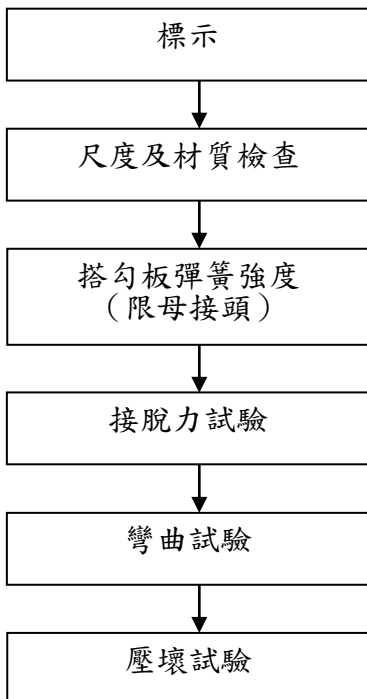 標示
尺度及材質檢查
搭勾板彈簧強度
（限母接頭）
接脫力試驗
彎曲試驗
壓壞試驗